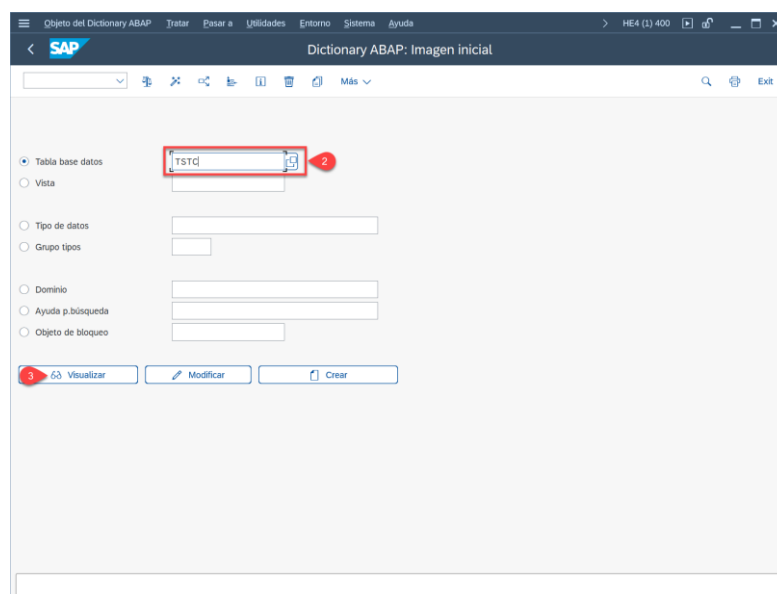 Objeto del Dictionary ABAP Tratar Pasar a Utilidades Entorno Sistema Ayuda HE4 (1) 400
SAP Dictionary ABAP: Imagen inicial
Más Exit
Tabla base datos TSTC 2
Vista
Tipo de datos
Grupo tipos
Dominio
Ayuda p.búsqueda
Objeto de bloqueo
3 Visualizar Modificar Crear